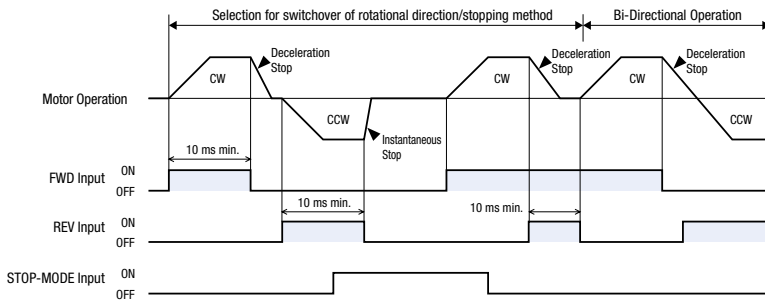 Selection for switchover of rotational direction/stopping method
Bi-Directional Operation
Motor Operation
CW
Deceleration
Stop
CCW
Instantaneous
Stop
CW
Deceleration
Stop
CW
Deceleration
Stop
CCW
10 ms min.
FWD Input
ON
OFF
10 ms min.
10 ms min.
REV Input
ON
OFF
STOP-MODE Input
ON
OFF